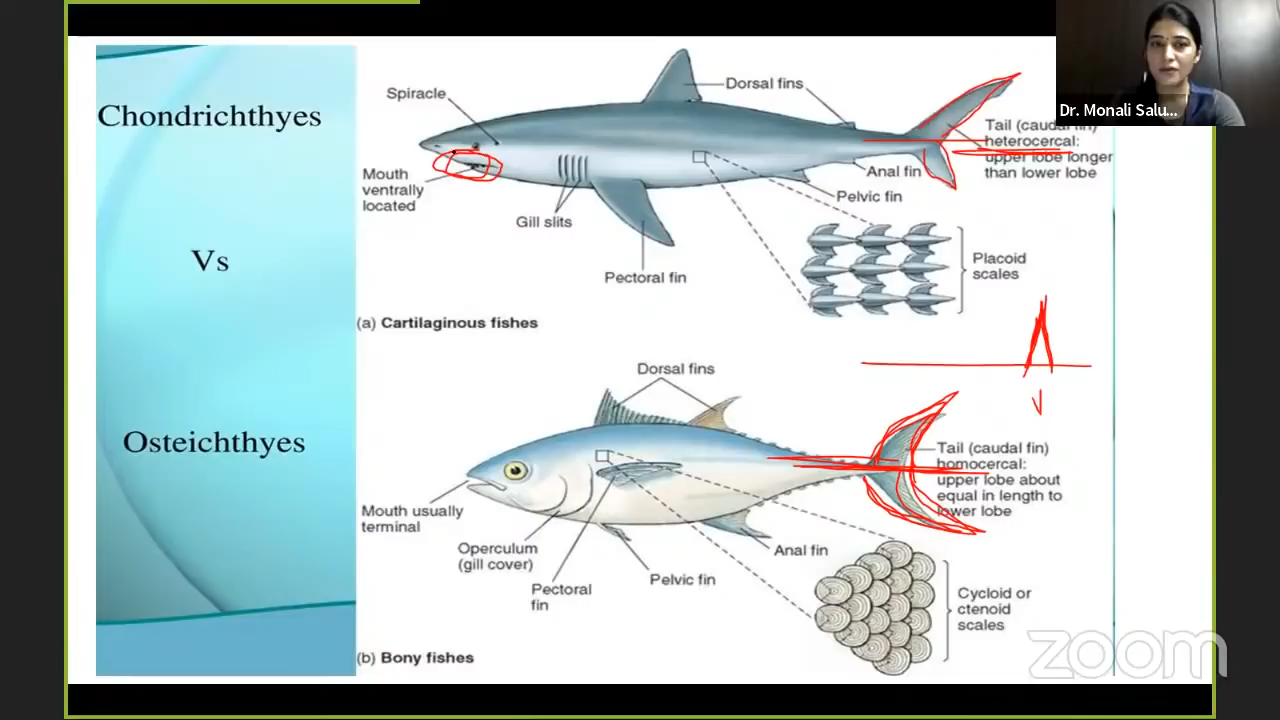 Chondrichthyes
Vs
Osteichthyes
Spiracle
Dorsal fins
Tail (caudal fin)
heterocercal:
upper lobe longer
than lower lobe
Mouth
ventrally
located
Gill slits
Anal fin
Pelvic fin
Pectoral fin
Placoid
scales
(a) Cartilaginous fishes
Dorsal fins
Tail (caudal fin)
homocercal:
upper lobe about
equal in length to
lower lobe
Mouth usually
terminal
Operculum
(gill cover)
Pectoral
fin
Pelvic fin
Anal fin
Cycloid or
ctenoid
scales
(b) Bony fishes
Dr. Monali Salu...
zoom